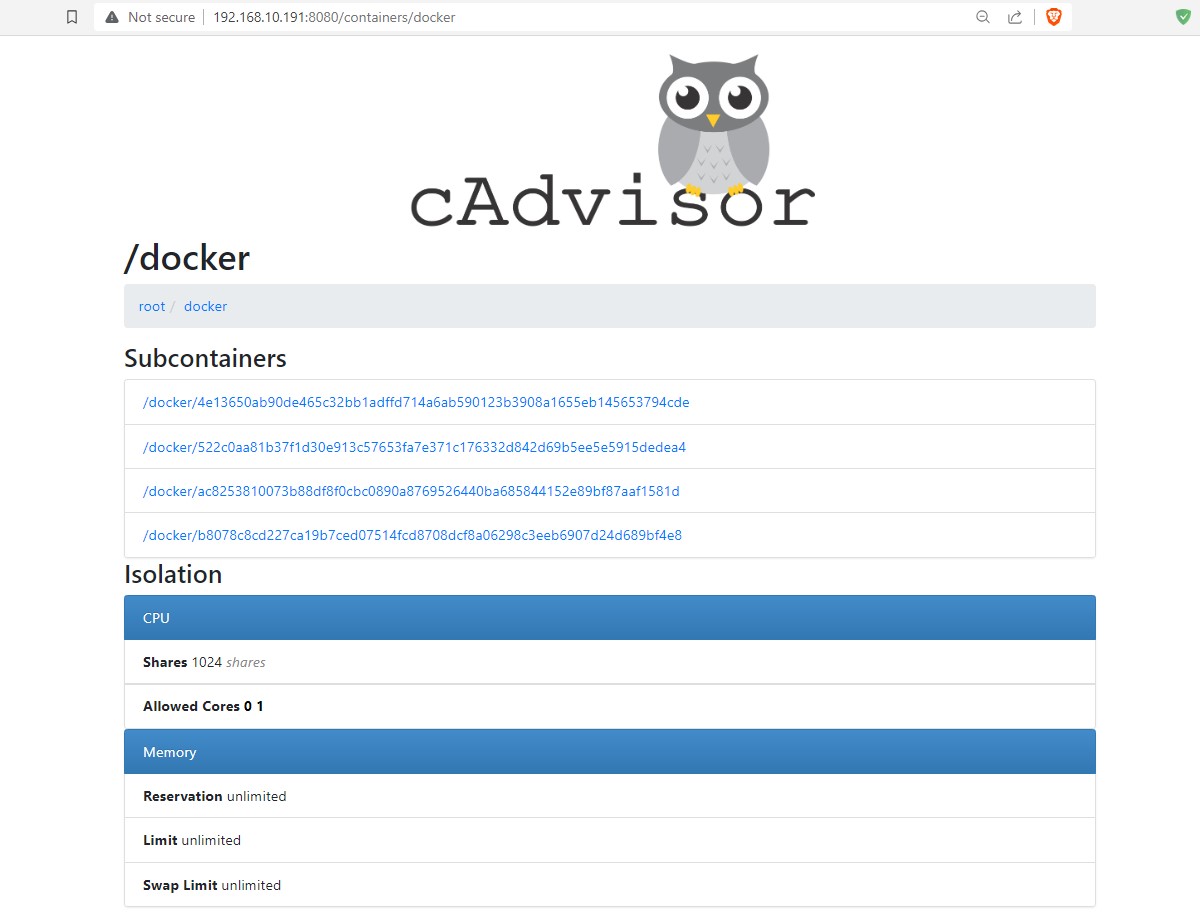 Not secure 192.168.10.191:8080/containers/docker
cAdvisor
/docker
root / docker
Subcontainers
/docker/4e13650ab90de465c32bb1adffd714a6ab590123b3908a1655eb145653794cde
/docker/522c0aa81b37f1d30e913c57653fa7e371c176332d842d69b5ee5e5915dedea4
/docker/ac8253810073b88df8f0cbc0890a8769526440ba685844152e89bf87aaf1581d
/docker/b8078c8cd227ca19b7ced07514fcd8708dcf8a06298c3eeb6907d24d689bf4e8
Isolation
CPU
Shares 1024 shares
Allowed Cores 0 1
Memory
Reservation unlimited
Limit unlimited
Swap Limit unlimited